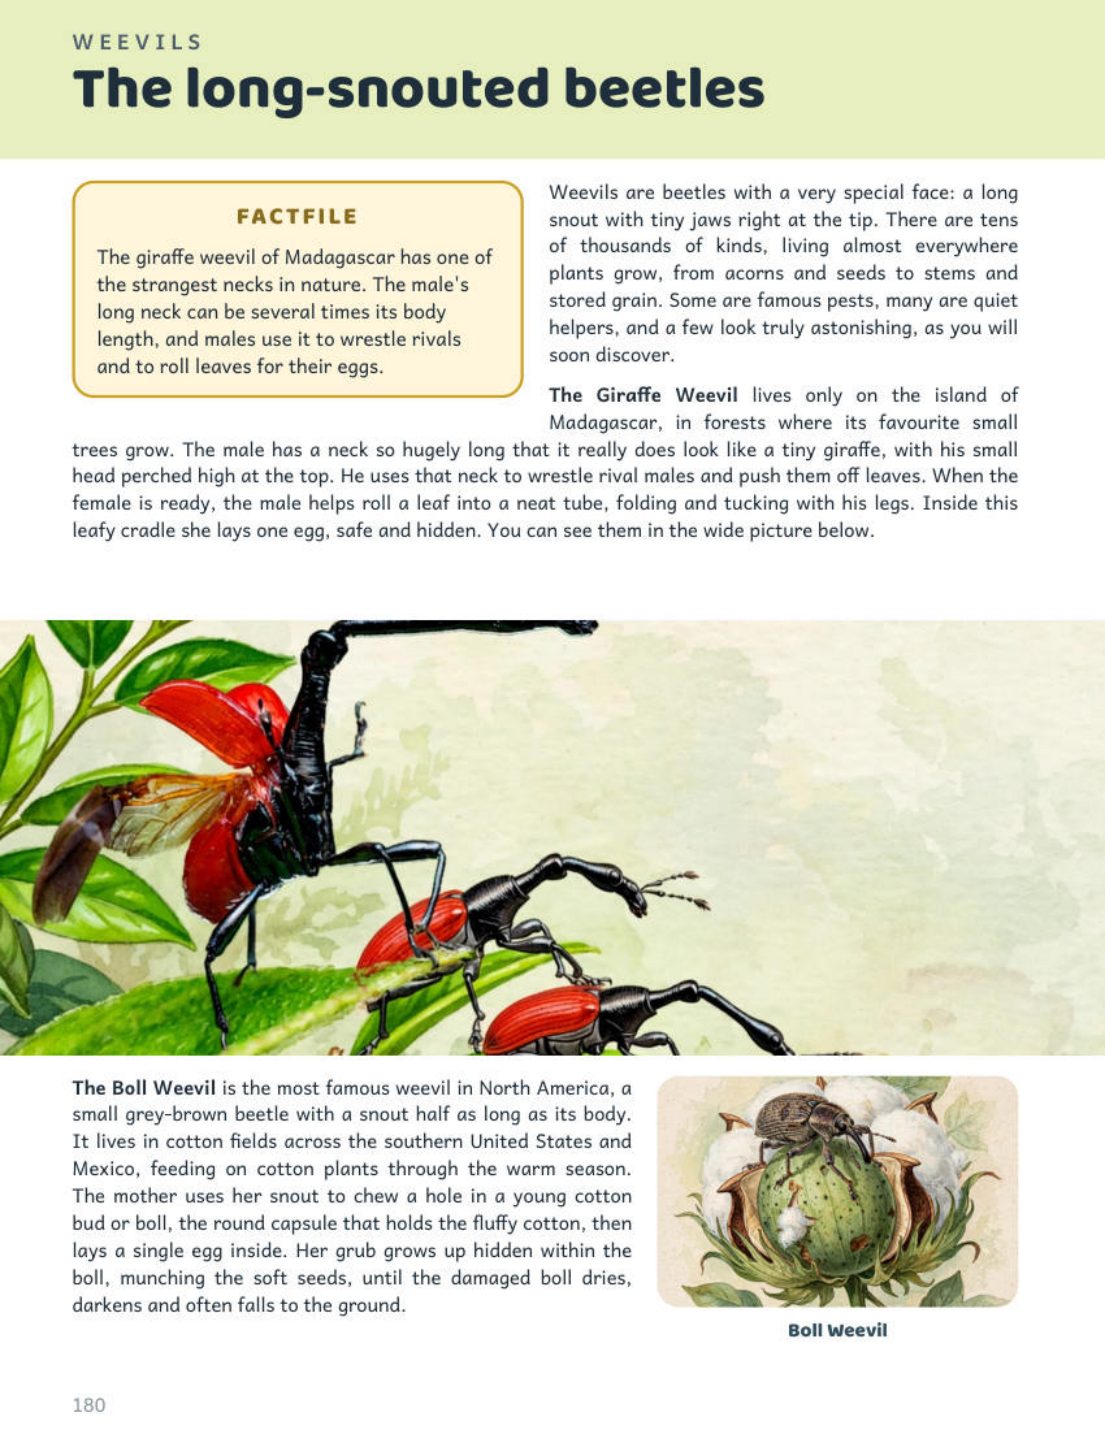 WEEVILS
The long-snouted beetles
FACTFILE
The giraffe weevil of Madagascar has one of
the strangest necks in nature. The male's
long neck can be several times its body
length, and males use it to wrestle rivals
and to roll leaves for their eggs.
Weevils are beetles with a very special face: a long
snout with tiny jaws right at the tip. There are tens
of thousands of kinds, living almost everywhere
plants grow, from acorns and seeds to stems and
stored grain. Some are famous pests, many are quiet
helpers, and a few look truly astonishing, as you will
soon discover.
The Giraffe Weevil lives only on the island of
Madagascar, in forests where its favourite small
trees grow. The male has a neck so hugely long that it really does look like a tiny giraffe, with his small
head perched high at the top. He uses that neck to wrestle rival males and push them off leaves. When the
female is ready, the male helps roll a leaf into a neat tube, folding and tucking with his legs. Inside this
leafy cradle she lays one egg, safe and hidden. You can see them in the wide picture below.
The Boll Weevil is the most famous weevil in North America, a
small grey-brown beetle with a snout half as long as its body.
It lives in cotton fields across the southern United States and
Mexico, feeding on cotton plants through the warm season.
The mother uses her snout to chew a hole in a young cotton
bud or boll, the round capsule that holds the fluffy cotton, then
lays a single egg inside. Her grub grows up hidden within the
boll, munching the soft seeds, until the damaged boll dries,
darkens and often falls to the ground.
Boll Weevil
180